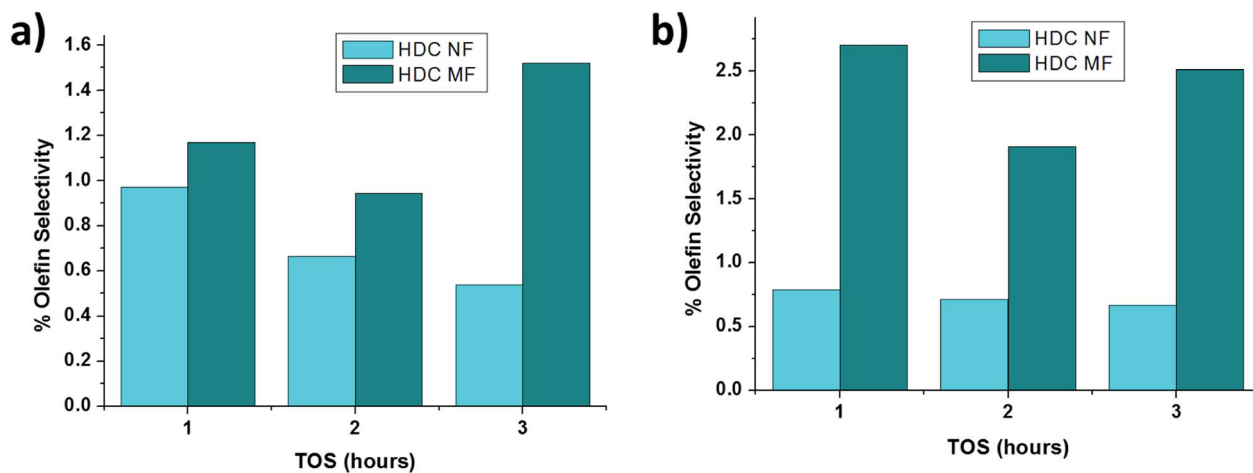 a)
% Olefin Selectivity
1.6
1.4
1.2
1.0
0.8
0.6
0.4
0.2
0.0
HDC NF
HDC MF
1 2 3
TOS (hours)
b)
% Olefin Selectivity
2.5
2.0
1.5
1.0
0.5
0.0
HDC NF
HDC MF
1 2 3
TOS (hours)